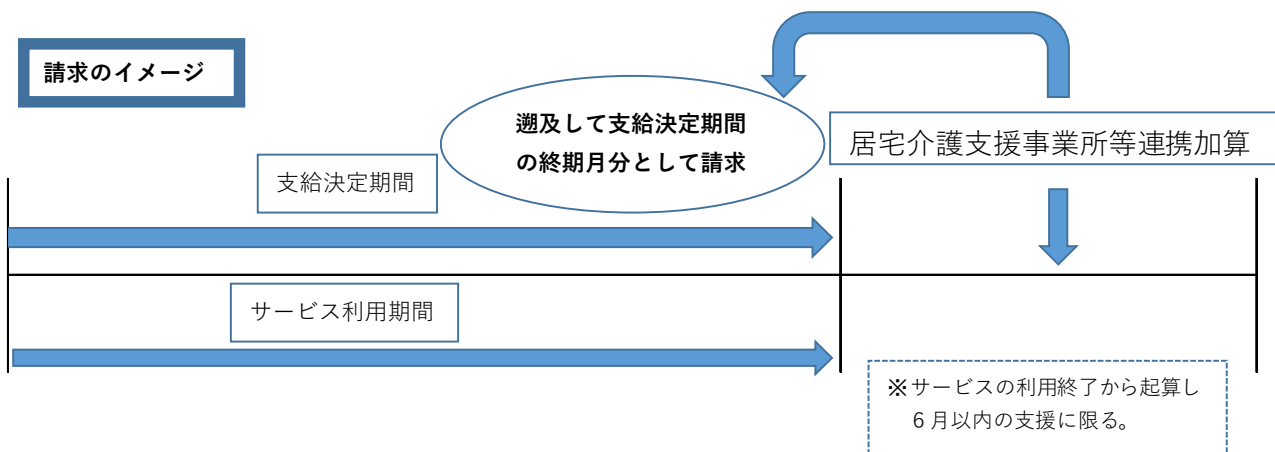 請求のイメージ
遡及して支給決定期間
の終期月分として請求
居宅介護支援事業所等連携加算
支給決定期間
サービス利用期間
※サービスの利用終了から起算し
6月以内の支援に限る。